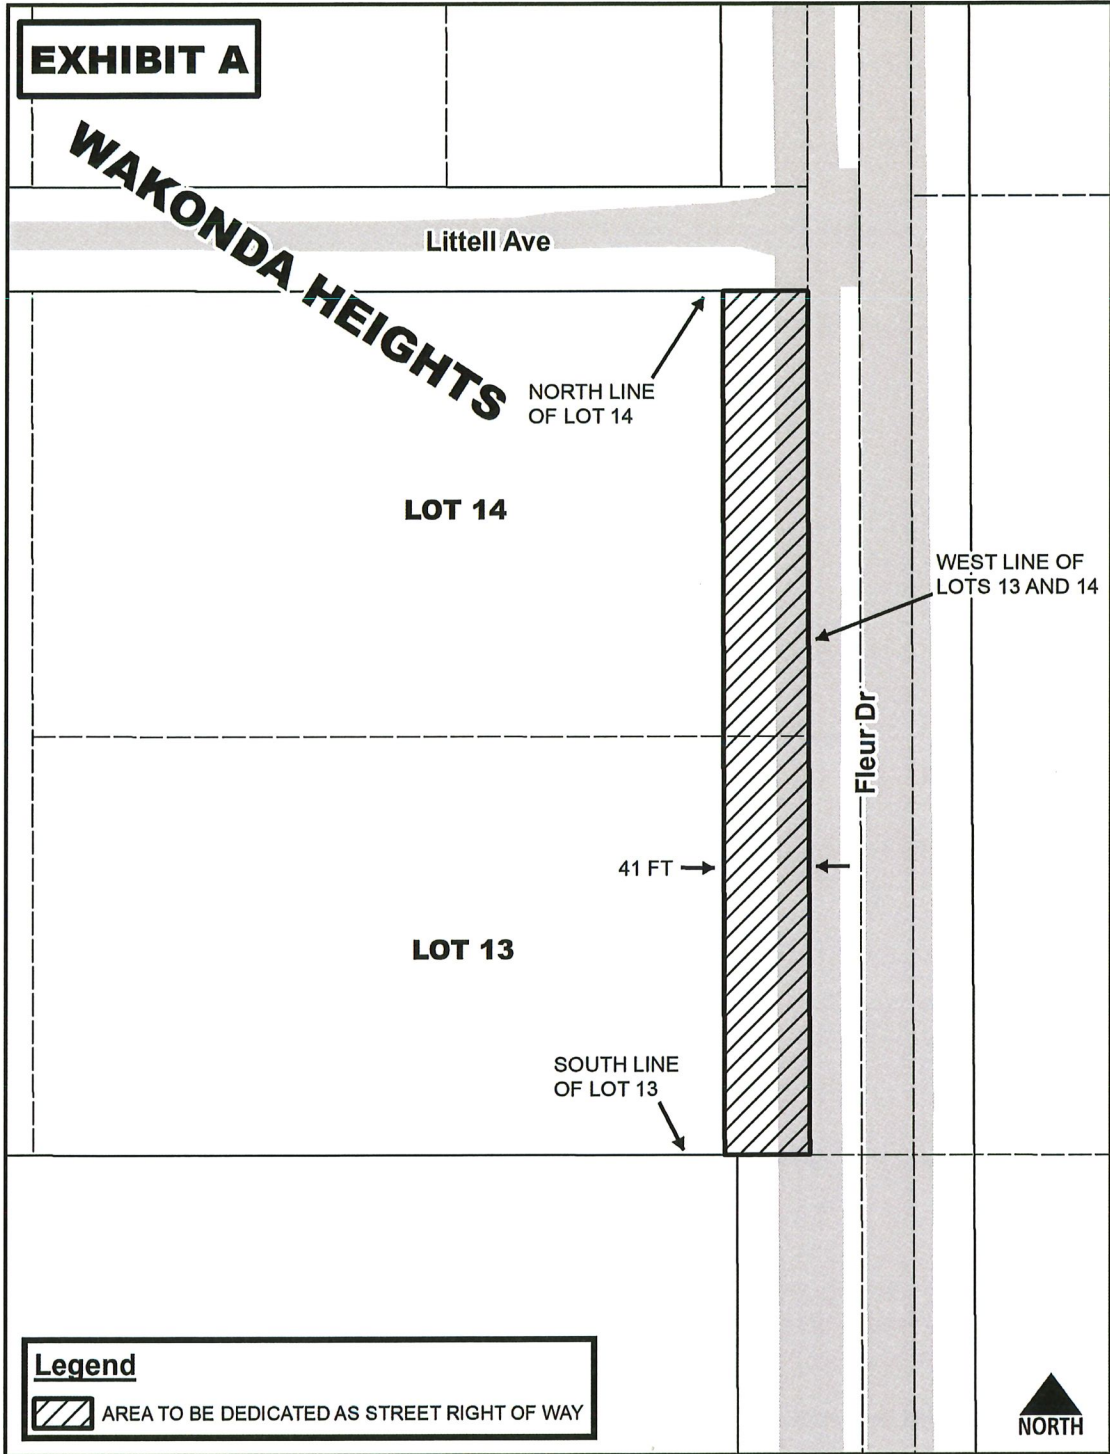 EXHIBIT A
WAKONDA HEIGHTS
Littell Ave
NORTH LINE
OF LOT 14
LOT 14
WEST LINE OF
LOTS 13 AND 14
Fleur Dr
41 FT
LOT 13
SOUTH LINE
OF LOT 13
Legend
AREA TO BE DEDICATED AS STREET RIGHT OF WAY
NORTH